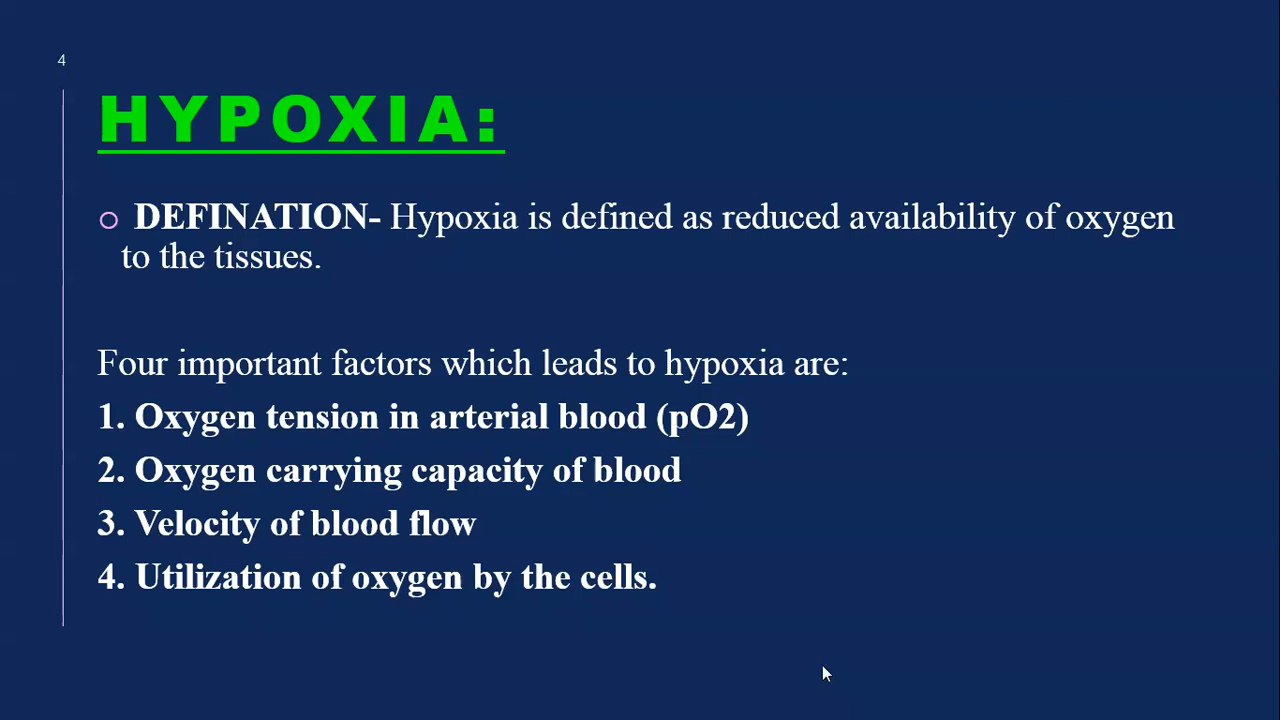 4
HYPOXIA:
DEFINATION- Hypoxia is defined as reduced availability of oxygen
to the tissues.
Four important factors which leads to hypoxia are:
1. Oxygen tension in arterial blood (pO2)
2. Oxygen carrying capacity of blood
3. Velocity of blood flow
4. Utilization of oxygen by the cells.